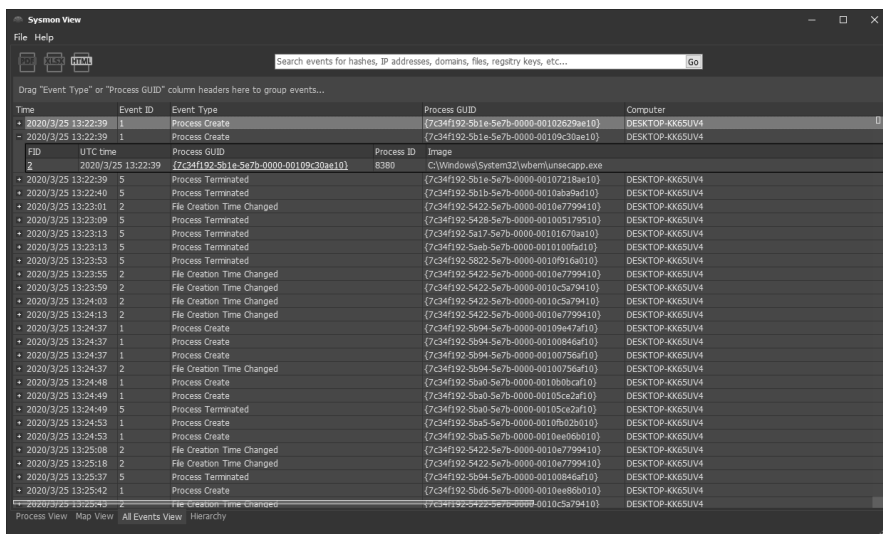 Sysmon View
File Help
PDF XLSX HTML
Search events for hashes, IP addresses, domains, files, regsitry keys, etc... Go
Drag "Event Type" or "Process GUID" column headers here to group events...
Time Event ID Event Type Process GUID Computer
2020/3/25 13:22:39 1 Process Create {7c34f192-5b1e-5e7b-0000-00102629ae10} DESKTOP-KK65UV4
2020/3/25 13:22:39 1 Process Create {7c34f192-5b1e-5e7b-0000-00109c30ae10} DESKTOP-KK65UV4
FID UTC time Process GUID Process ID Image
2 2020/3/25 13:22:39 {7c34f192-5b1e-5e7b-0000-00109c30ae10} 8380 C:\Windows\System32\wbem\unsecapp.exe
2020/3/25 13:22:39 5 Process Terminated {7c34f192-5b1e-5e7b-0000-00107218ae10} DESKTOP-KK65UV4
2020/3/25 13:22:40 5 Process Terminated {7c34f192-5b1b-5e7b-0000-0010aba9ad10} DESKTOP-KK65UV4
2020/3/25 13:23:01 2 File Creation Time Changed {7c34f192-5422-5e7b-0000-0010e7799410} DESKTOP-KK65UV4
2020/3/25 13:23:09 5 Process Terminated {7c34f192-5428-5e7b-0000-001005179510} DESKTOP-KK65UV4
2020/3/25 13:23:13 5 Process Terminated {7c34f192-5a17-5e7b-0000-00101670aa10} DESKTOP-KK65UV4
2020/3/25 13:23:13 5 Process Terminated {7c34f192-5aeb-5e7b-0000-0010100fad10} DESKTOP-KK65UV4
2020/3/25 13:23:53 5 Process Terminated {7c34f192-5822-5e7b-0000-0010f916a010} DESKTOP-KK65UV4
2020/3/25 13:23:55 2 File Creation Time Changed {7c34f192-5422-5e7b-0000-0010e7799410} DESKTOP-KK65UV4
2020/3/25 13:23:59 2 File Creation Time Changed {7c34f192-5422-5e7b-0000-0010c5a79410} DESKTOP-KK65UV4
2020/3/25 13:24:03 2 File Creation Time Changed {7c34f192-5422-5e7b-0000-0010c5a79410} DESKTOP-KK65UV4
2020/3/25 13:24:13 2 File Creation Time Changed {7c34f192-5422-5e7b-0000-0010e7799410} DESKTOP-KK65UV4
2020/3/25 13:24:37 1 Process Create {7c34f192-5b94-5e7b-0000-00109e47af10} DESKTOP-KK65UV4
2020/3/25 13:24:37 1 Process Create {7c34f192-5b94-5e7b-0000-00100846af10} DESKTOP-KK65UV4
2020/3/25 13:24:37 1 Process Create {7c34f192-5b94-5e7b-0000-00100756af10} DESKTOP-KK65UV4
2020/3/25 13:24:37 2 File Creation Time Changed {7c34f192-5b94-5e7b-0000-00100756af10} DESKTOP-KK65UV4
2020/3/25 13:24:48 1 Process Create {7c34f192-5ba0-5e7b-0000-0010b0bcaf10} DESKTOP-KK65UV4
2020/3/25 13:24:49 1 Process Create {7c34f192-5ba0-5e7b-0000-00105ce2af10} DESKTOP-KK65UV4
2020/3/25 13:24:49 5 Process Terminated {7c34f192-5ba0-5e7b-0000-00105ce2af10} DESKTOP-KK65UV4
2020/3/25 13:24:53 1 Process Create {7c34f192-5ba5-5e7b-0000-0010fb02b010} DESKTOP-KK65UV4
2020/3/25 13:24:53 1 Process Create {7c34f192-5ba5-5e7b-0000-0010ee06b010} DESKTOP-KK65UV4
2020/3/25 13:25:08 2 File Creation Time Changed {7c34f192-5422-5e7b-0000-0010e7799410} DESKTOP-KK65UV4
2020/3/25 13:25:18 2 File Creation Time Changed {7c34f192-5422-5e7b-0000-0010e7799410} DESKTOP-KK65UV4
2020/3/25 13:25:37 5 Process Terminated {7c34f192-5b94-5e7b-0000-00100846af10} DESKTOP-KK65UV4
2020/3/25 13:25:42 1 Process Create {7c34f192-5bd6-5e7b-0000-0010ee86b010} DESKTOP-KK65UV4
2020/3/25 13:25:43 2 File Creation Time Changed {7c34f192-5422-5e7b-0000-0010c5a79410} DESKTOP-KK65UV4
Process View Map View All Events View Hierarchy